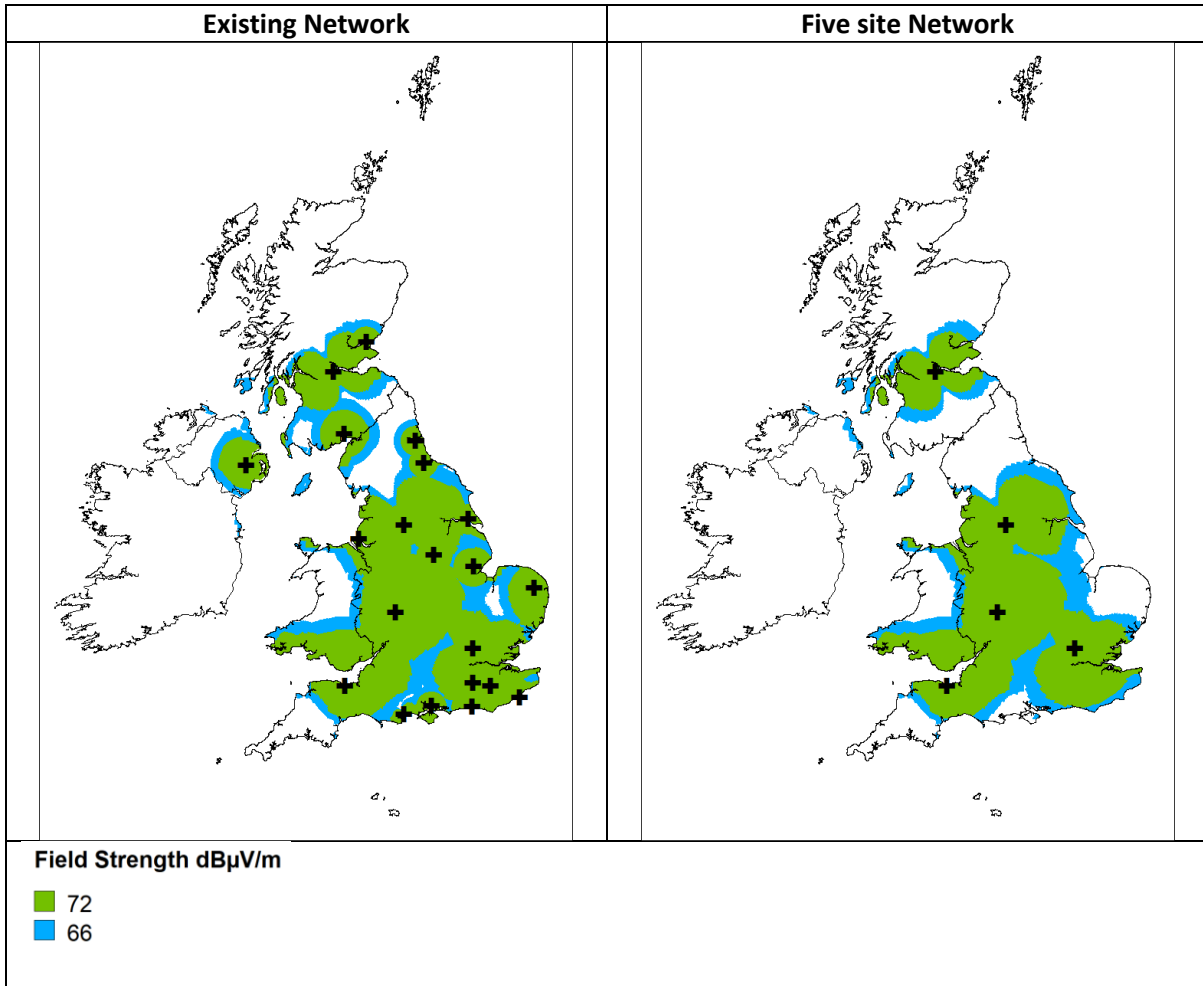 Existing Network
Five site Network
Field Strength dBµV/m
72
66